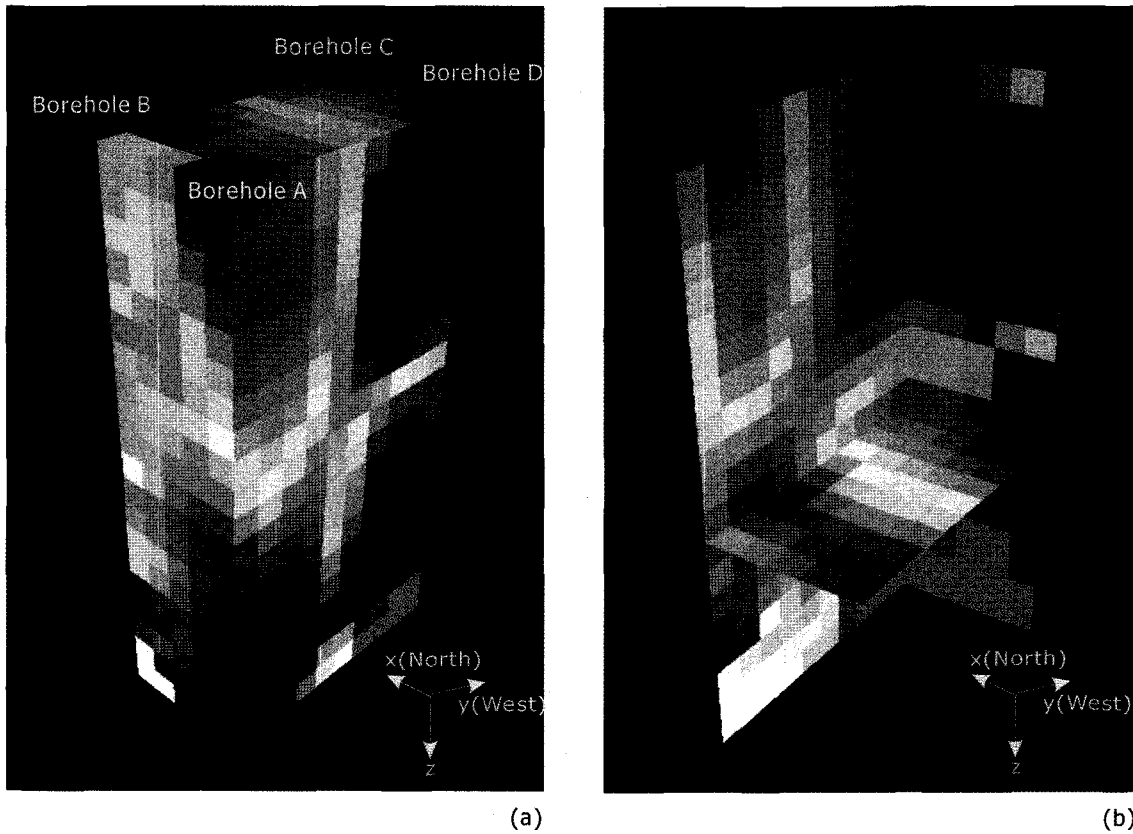 Borehole C
Borehole D
Borehole B
Borehole A
x(North)
y(West)
z
(a)
x(North)
y(West)
z
(b)